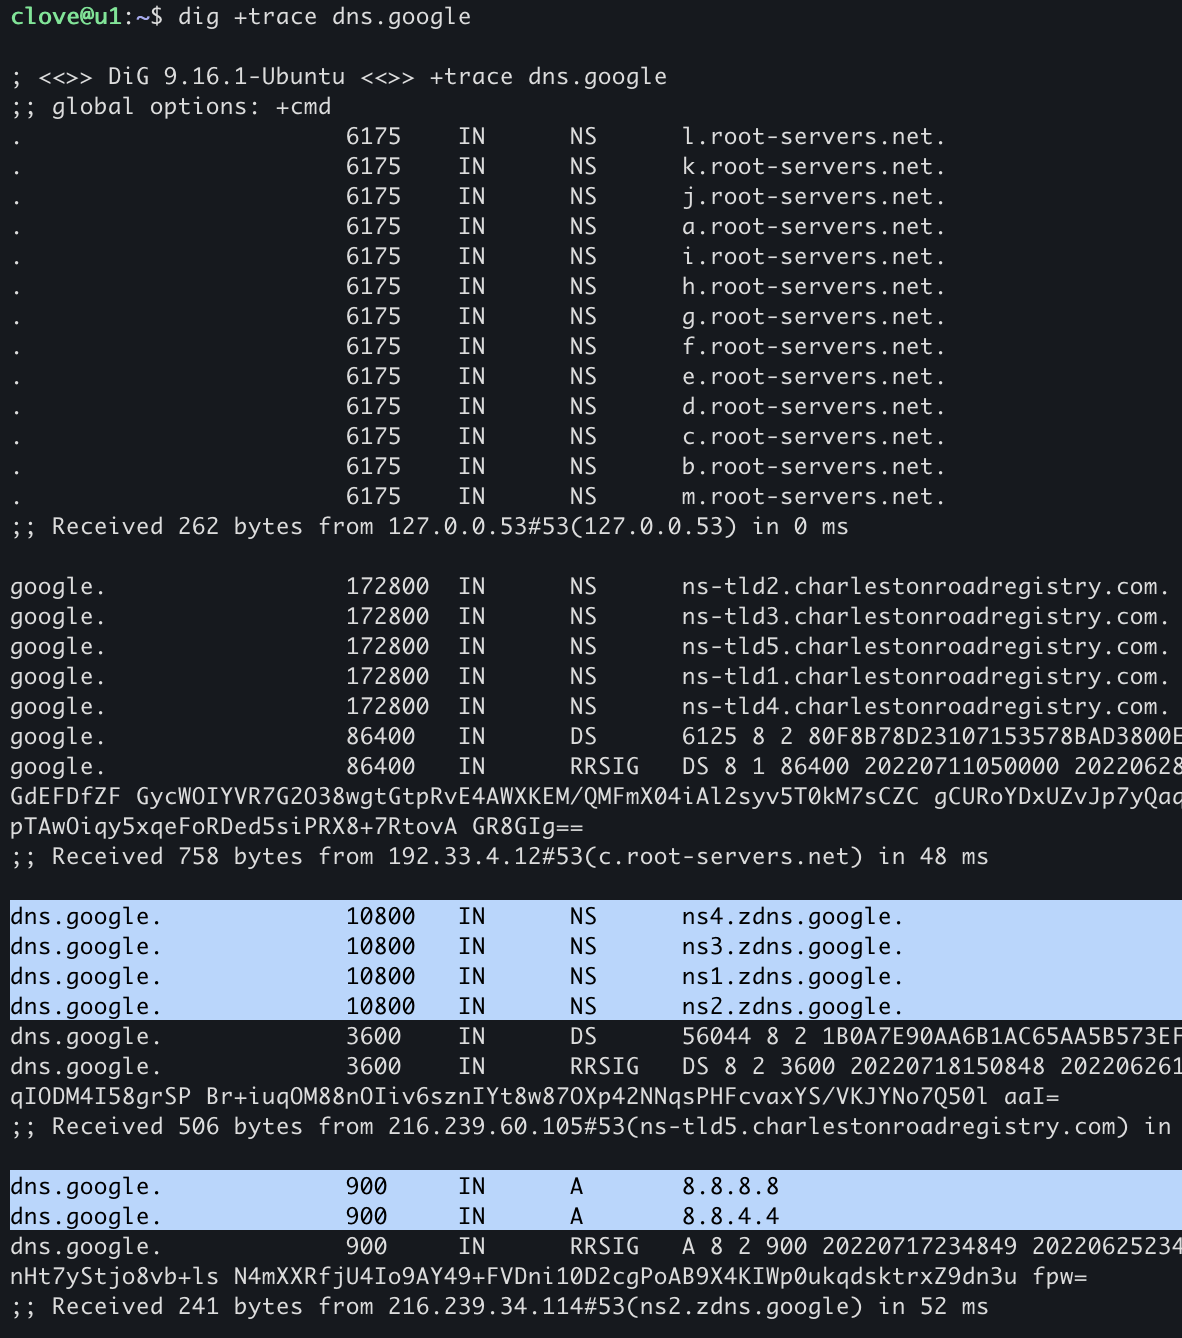 clove@u1:~$ dig +trace dns.google
; <<>> DiG 9.16.1-Ubuntu <<>> +trace dns.google
;; global options: +cmd
. 6175 IN NS l.root-servers.net.
. 6175 IN NS k.root-servers.net.
. 6175 IN NS j.root-servers.net.
. 6175 IN NS a.root-servers.net.
. 6175 IN NS i.root-servers.net.
. 6175 IN NS h.root-servers.net.
. 6175 IN NS g.root-servers.net.
. 6175 IN NS f.root-servers.net.
. 6175 IN NS e.root-servers.net.
. 6175 IN NS d.root-servers.net.
. 6175 IN NS c.root-servers.net.
. 6175 IN NS b.root-servers.net.
. 6175 IN NS m.root-servers.net.
;; Received 262 bytes from 127.0.0.53#53(127.0.0.53) in 0 ms
google. 172800 IN NS ns-tld2.charlestonroadregistry.com.
google. 172800 IN NS ns-tld3.charlestonroadregistry.com.
google. 172800 IN NS ns-tld5.charlestonroadregistry.com.
google. 172800 IN NS ns-tld1.charlestonroadregistry.com.
google. 172800 IN NS ns-tld4.charlestonroadregistry.com.
google. 86400 IN DS 6125 8 2 80F8B78D23107153578BAD3800E
google. 86400 IN RRSIG DS 8 1 86400 20220711050000 20220628
GdEFDfZF GycWOIYVR7G2O38wgtGtpRvE4AWXKEM/QMFmX04iAl2syv5T0kM7sCZC gCURoYDxUZvJp7yQaq
pTAwOiqy5xqeFoRDed5siPRX8+7RtovA GR8GIg==
;; Received 758 bytes from 192.33.4.12#53(c.root-servers.net) in 48 ms
dns.google. 10800 IN NS ns4.zdns.google.
dns.google. 10800 IN NS ns3.zdns.google.
dns.google. 10800 IN NS ns1.zdns.google.
dns.google. 10800 IN NS ns2.zdns.google.
dns.google. 3600 IN DS 56044 8 2 1B0A7E90AA6B1AC65AA5B573EF
dns.google. 3600 IN RRSIG DS 8 2 3600 20220718150848 202206261
qIODM4I58grSP Br+iuqOM88nOIiv6sznIYt8w87OXp42NNqsPHFcvaxYS/VKJYNo7Q50l aaI=
;; Received 506 bytes from 216.239.60.105#53(ns-tld5.charlestonroadregistry.com) in
dns.google. 900 IN A 8.8.8.8
dns.google. 900 IN A 8.8.4.4
dns.google. 900 IN RRSIG A 8 2 900 20220717234849 20220625234
nHt7yStjo8vb+ls N4mXXRfjU4Io9AY49+FVDni10D2cgPoAB9X4KIWp0ukqdsktrxZ9dn3u fpw=
;; Received 241 bytes from 216.239.34.114#53(ns2.zdns.google) in 52 ms